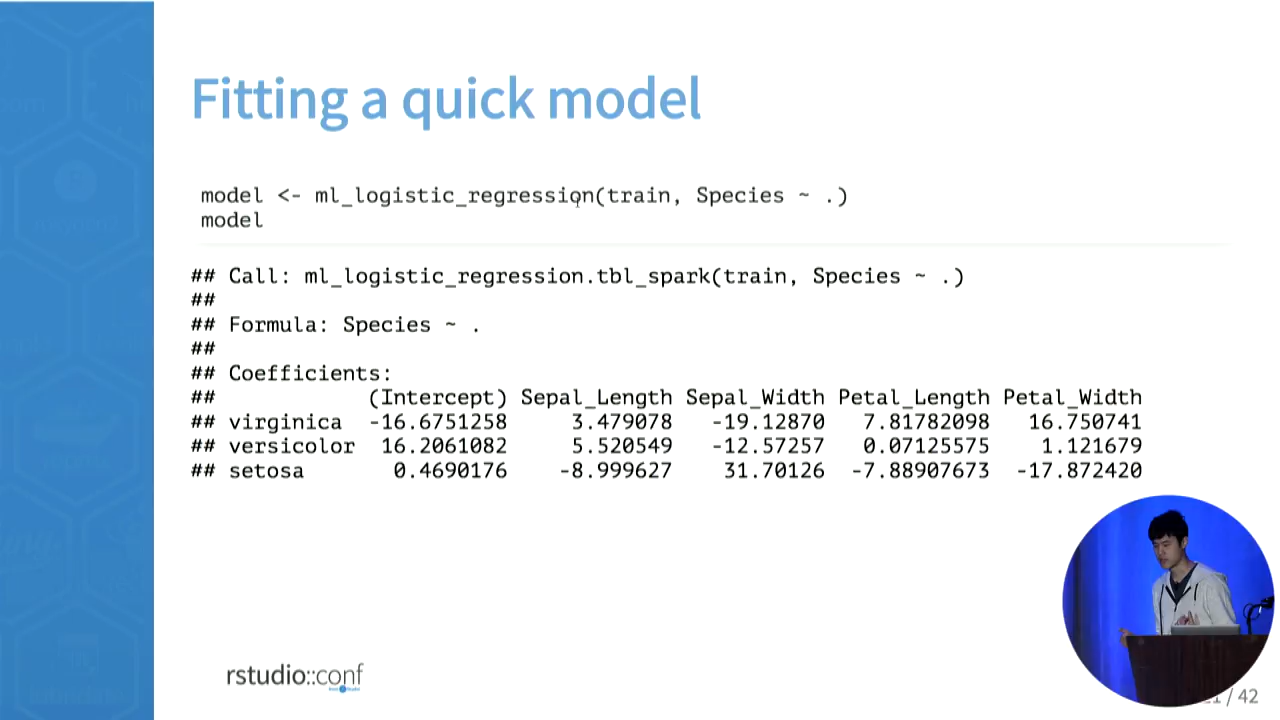 Fitting a quick model
model <- ml_logistic_regression(train, Species ~ .)
model
## Call: ml_logistic_regression.tbl_spark(train, Species ~ .)
##
## Formula: Species ~ .
##
## Coefficients:
## (Intercept) Sepal_Length Sepal_Width Petal_Length Petal_Width
## virginica -16.6751258 3.479078 -19.12870 7.81782098 16.750741
## versicolor 16.2061082 5.520549 -12.57257 0.07125575 1.121679
## setosa 0.4690176 -8.999627 31.70126 -7.88907673 -17.872420
rstudio::conf
/ 42